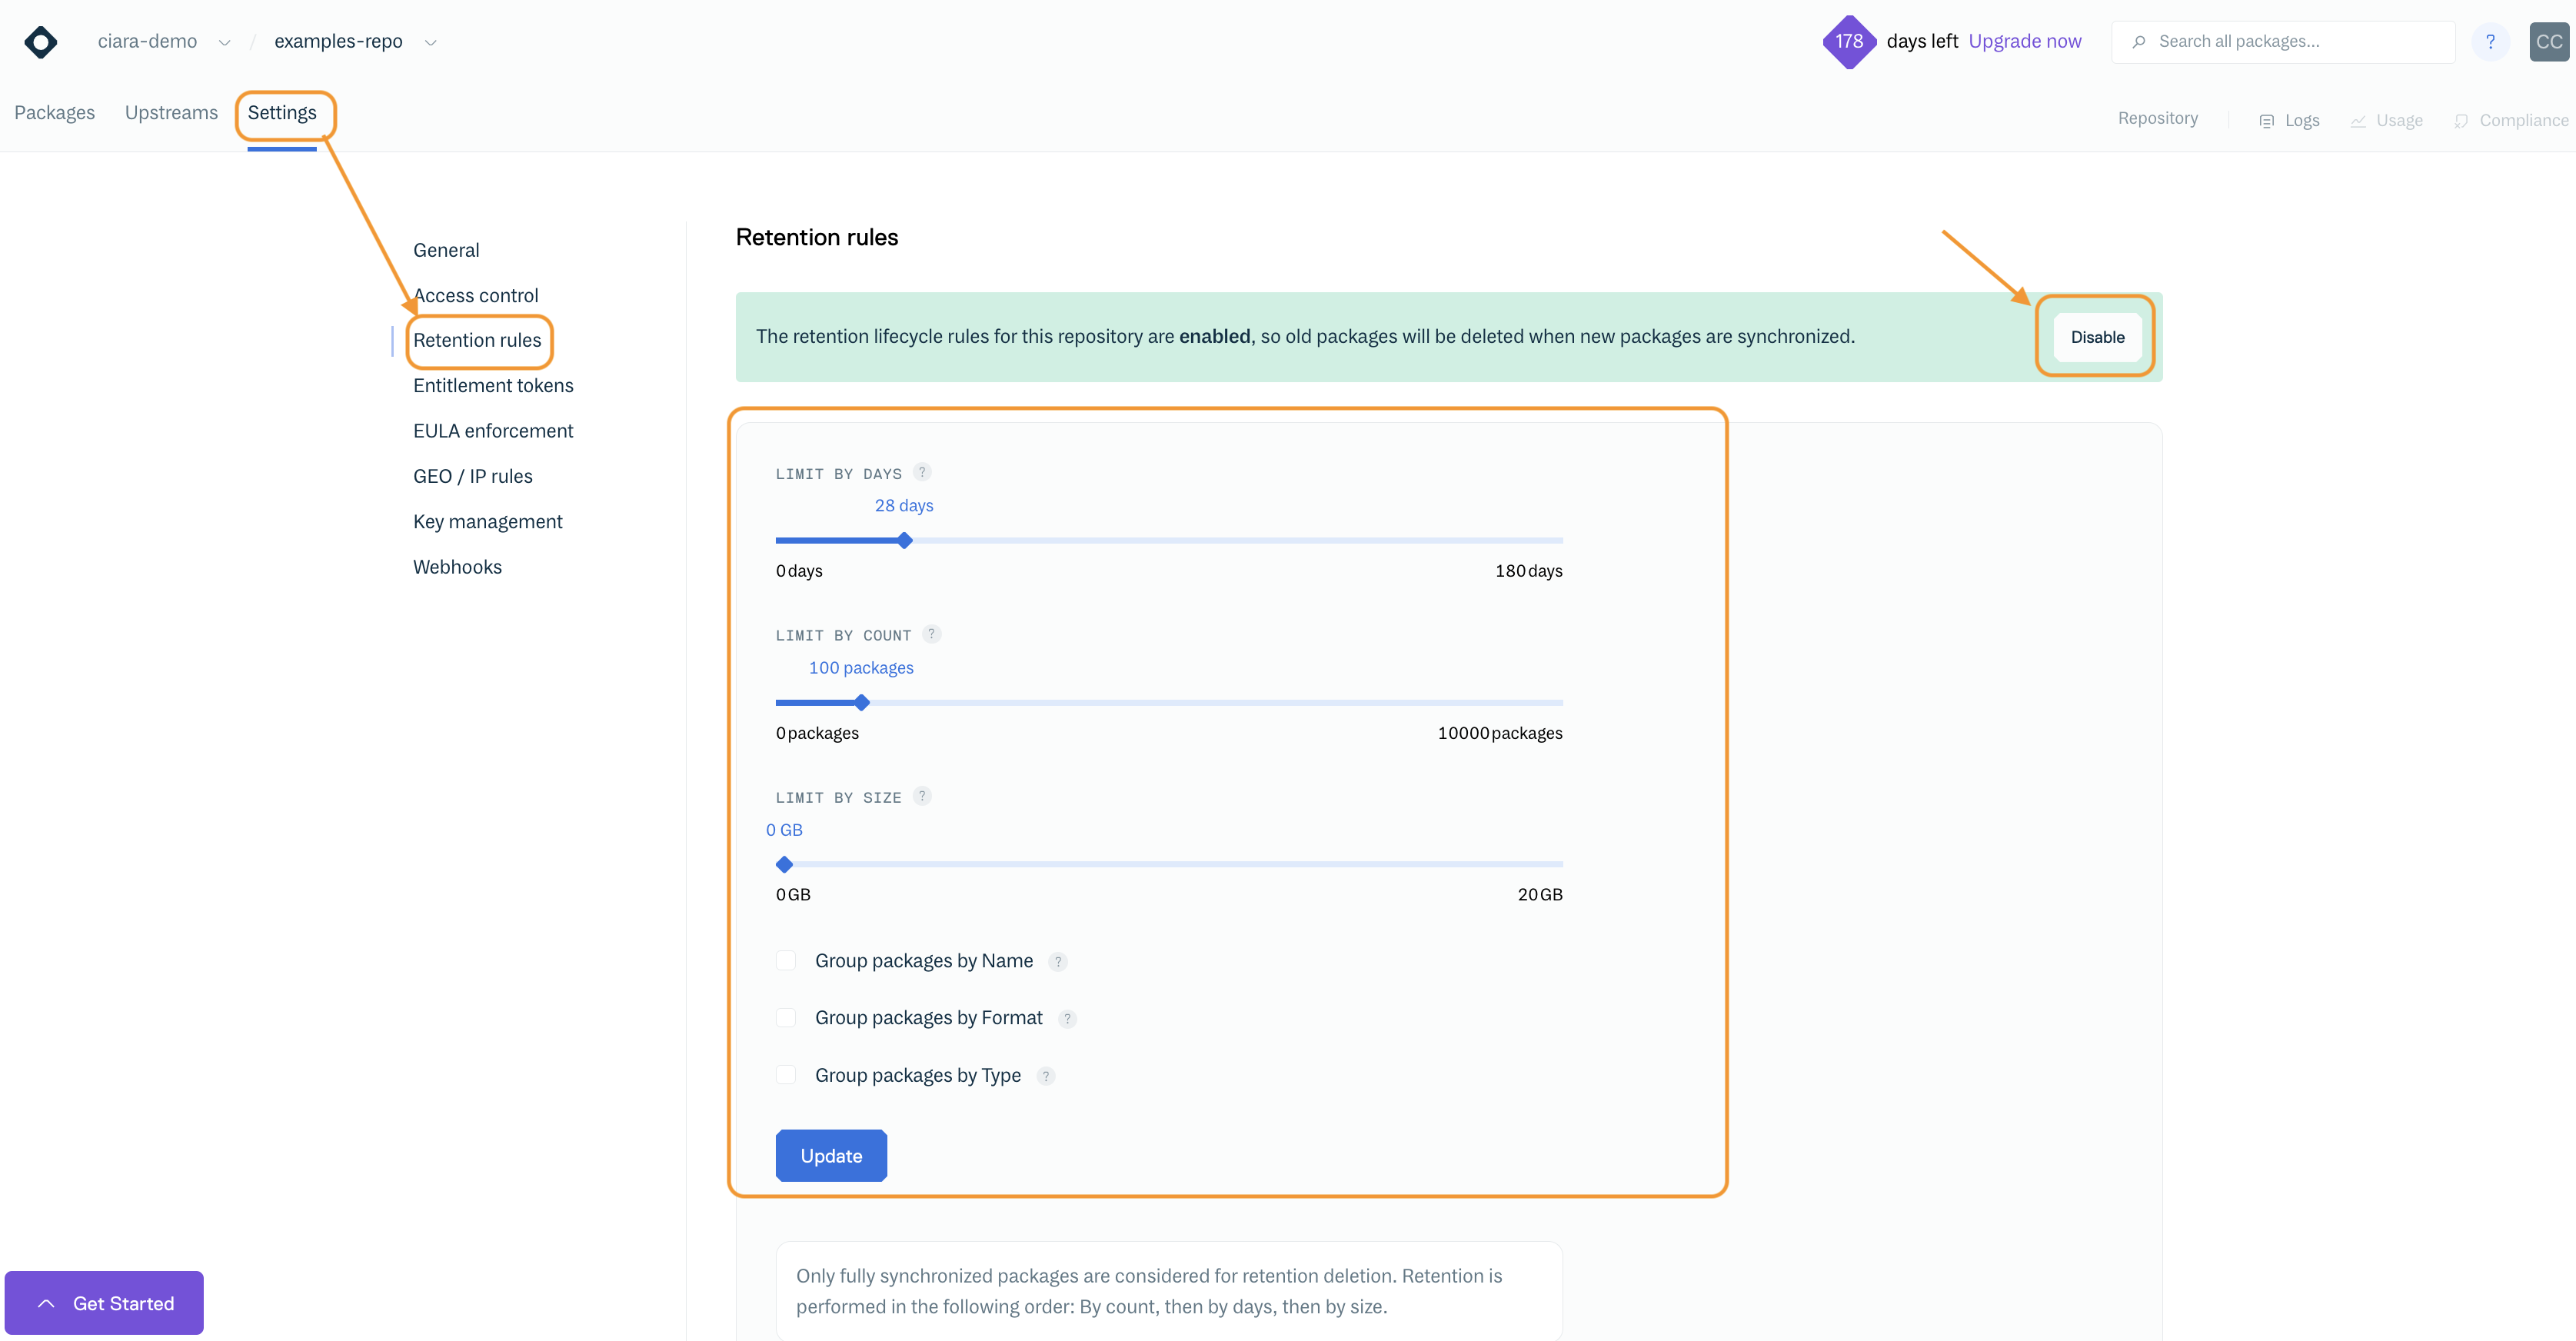 ciara-demo / examples-repo
178 days left Upgrade now
Search all packages...
?
CC
Packages Upstreams Settings
Repository Logs Usage Compliance
General
Access control
Retention rules
Entitlement tokens
EULA enforcement
GEO / IP rules
Key management
Webhooks
Retention rules
The retention lifecycle rules for this repository are enabled, so old packages will be deleted when new packages are synchronized.
Disable
LIMIT BY DAYS ?
28 days
0 days 180 days
LIMIT BY COUNT ?
100 packages
0 packages 10000 packages
LIMIT BY SIZE ?
0 GB
0 GB 20 GB
Group packages by Name ?
Group packages by Format ?
Group packages by Type ?
Update
Only fully synchronized packages are considered for retention deletion. Retention is
performed in the following order: By count, then by days, then by size.
Get Started